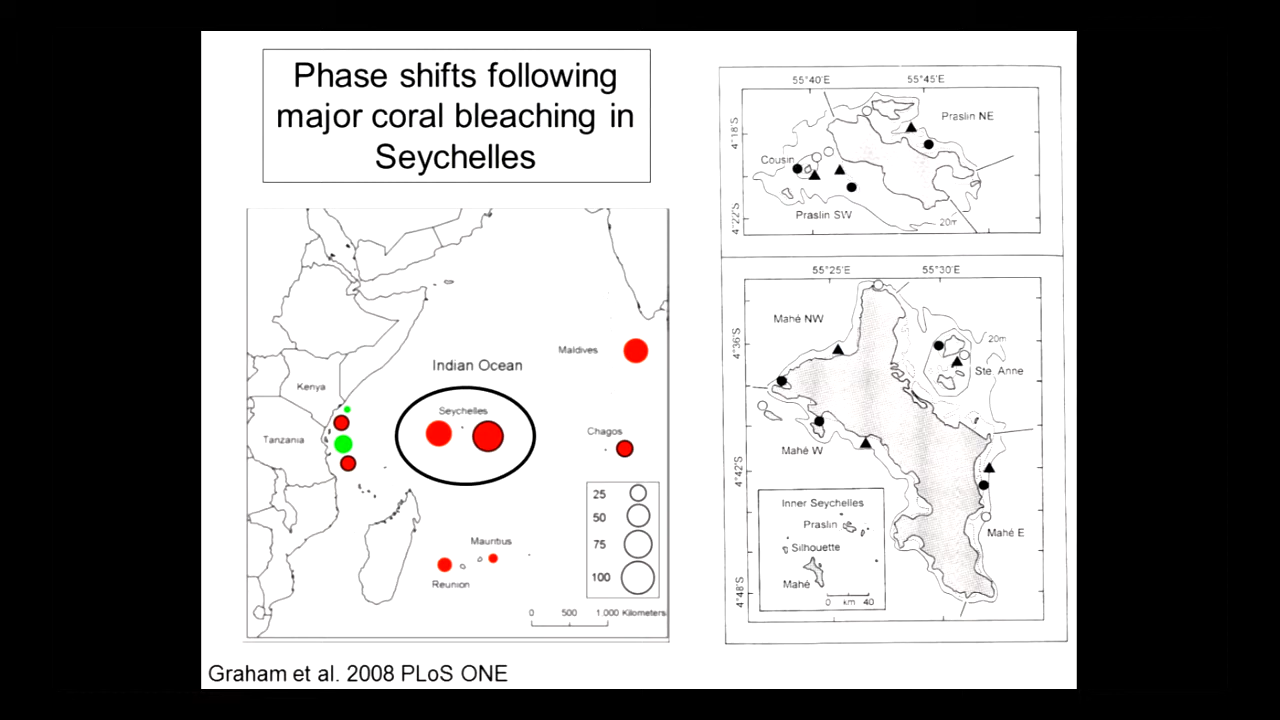 Phase shifts following
major coral bleaching in
Seychelles
Maldives
Indian Ocean
Kenya
Seychelles
Tanzania
Chagos
25
50
75
100
Mauritius
Reunion
0 500 1,000 Kilometers
Graham et al. 2008 PLoS ONE
55°40'E 55°45'E
4°18'S
4°22'S
Praslin NE
Cousin
Praslin SW
20m
55°25'E 55°30'E
4°36'S
4°42'S
4°48'S
Mahé NW
20m
Ste. Anne
Mahé W
Mahé E
Inner Seychelles
Praslin
Silhouette
Mahé
0 km 40